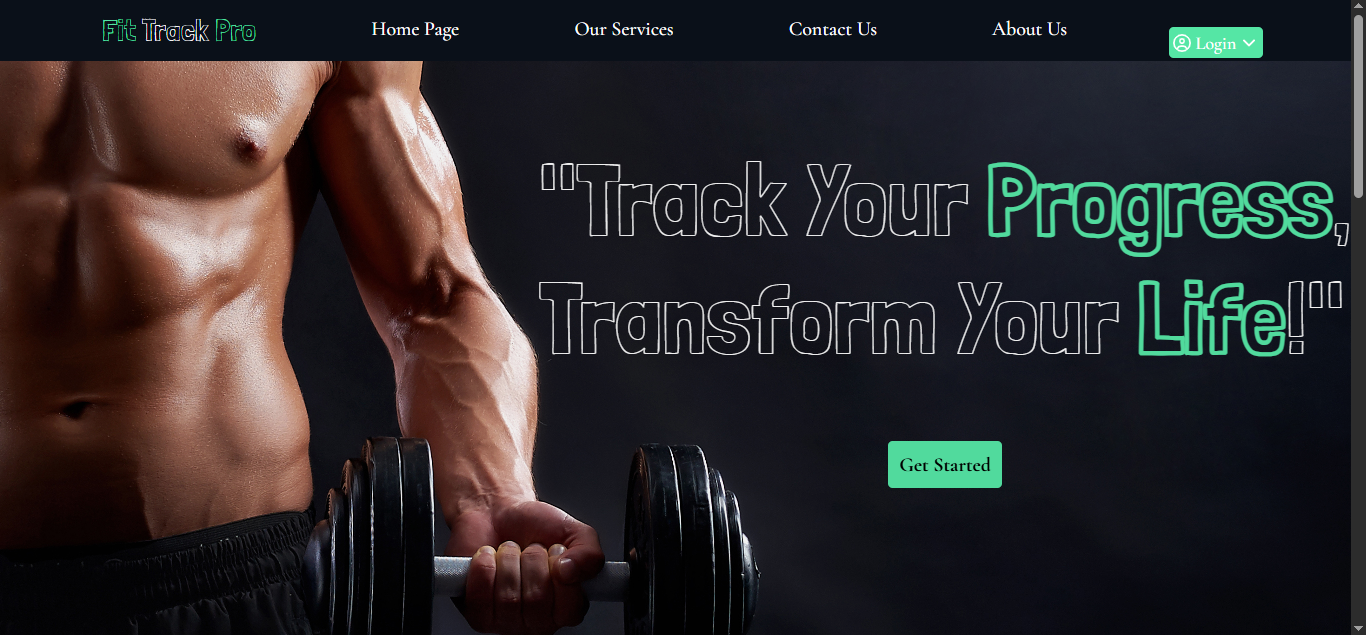 Fit Track Pro
Home Page
Our Services
Contact Us
About Us
Login
"Track Your Progress,
Transform Your Life!"
Get Started